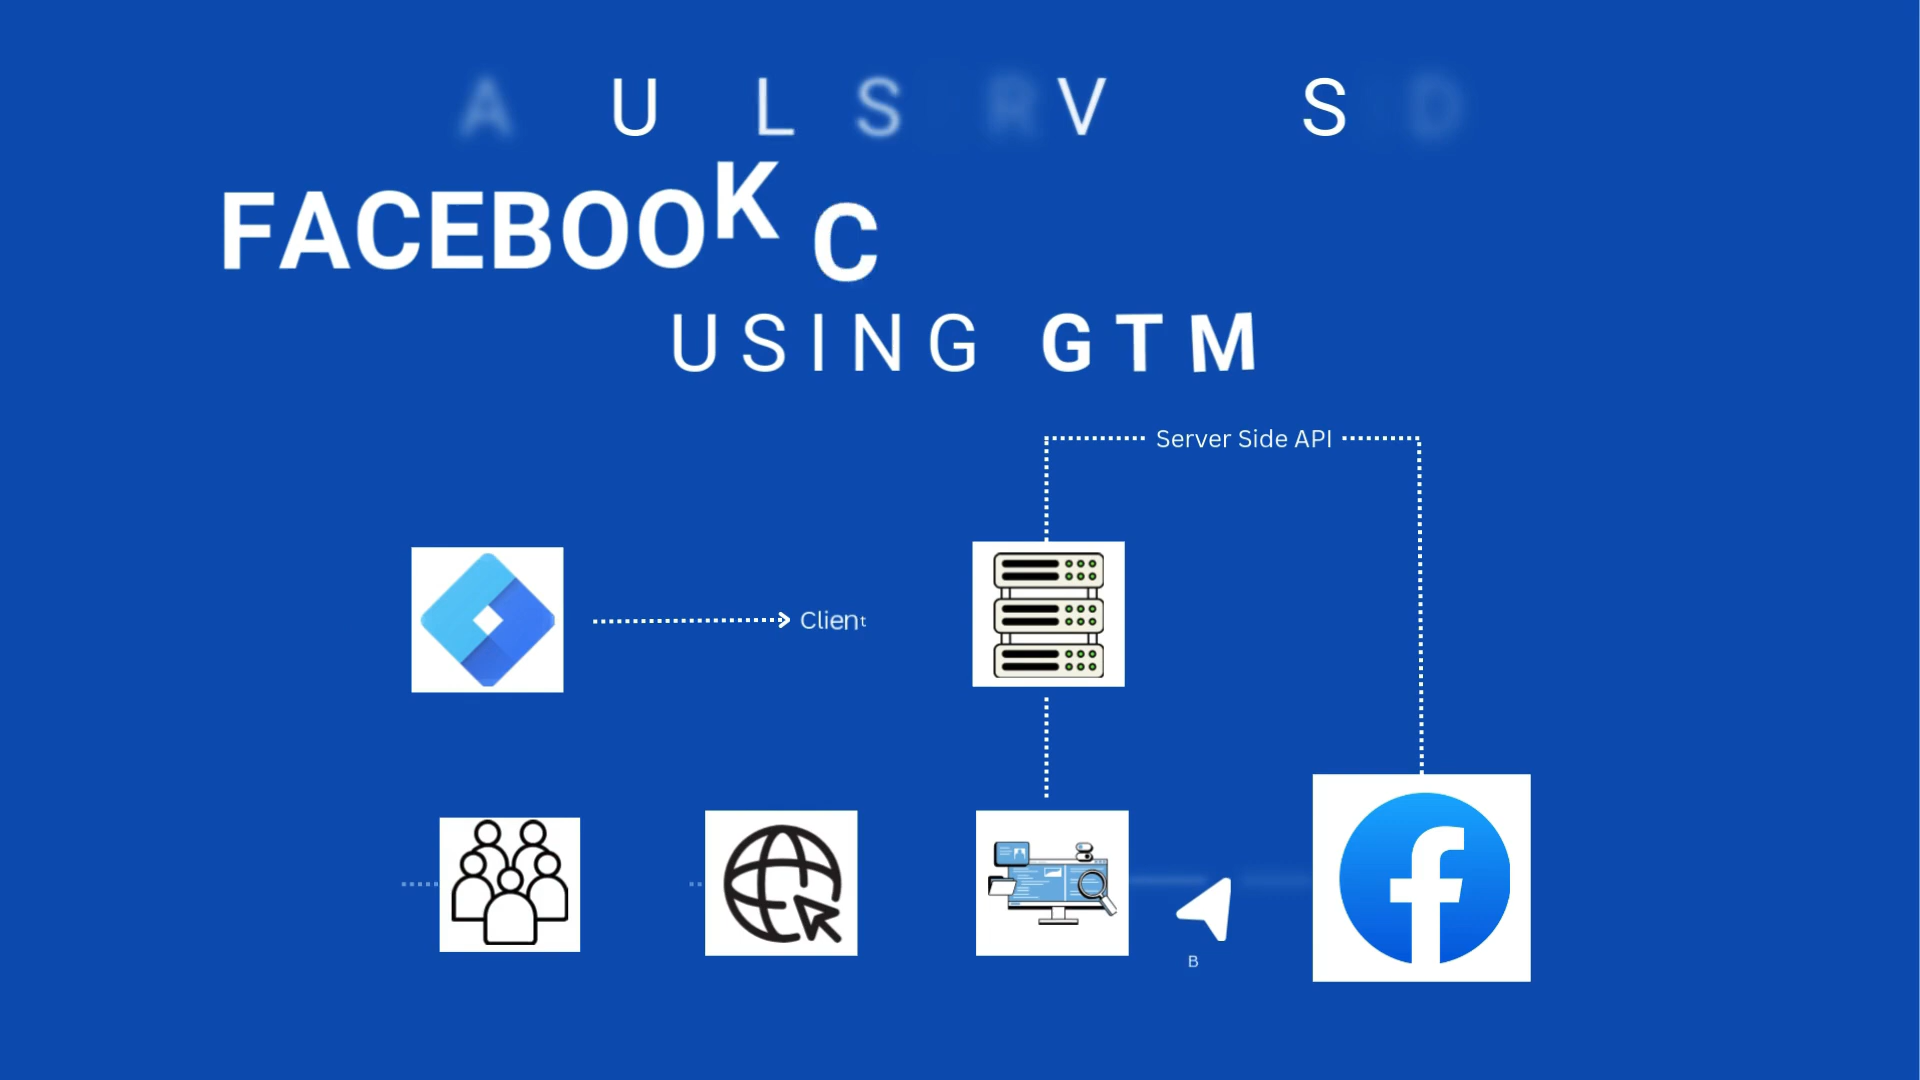 A U L S R V S D
FACEBOOK C
USING GTM
Server Side API
Client
B